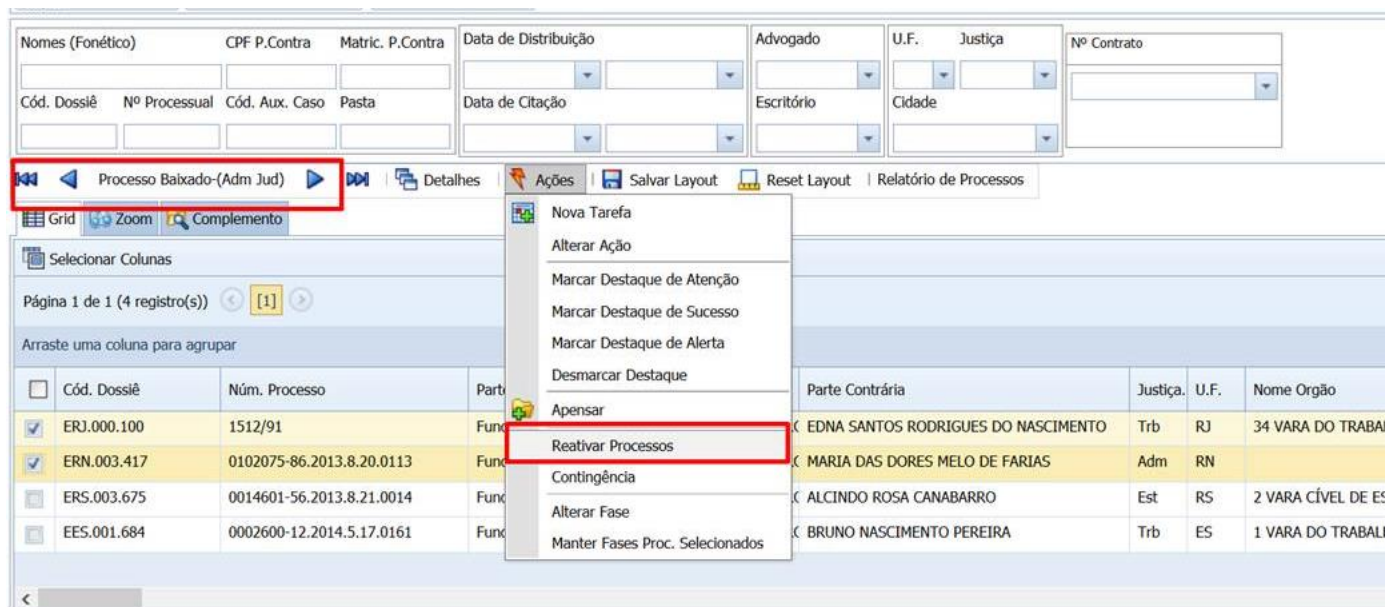 Nomes (Fonético) CPF P.Contra Matric. P.Contra Data de Distribuição Advogado U.F. Justiça Nº Contrato
Cód. Dossiê Nº Processual Cód. Aux. Caso Pasta Data de Citação Escritório Cidade
Processo Baixado-(Adm Jud) Detalhes Ações Salvar Layout Reset Layout Relatório de Processos
Grid Zoom Complemento
Nova Tarefa
Alterar Ação
Marcar Destaque de Atenção
Marcar Destaque de Sucesso
Marcar Destaque de Alerta
Desmarcar Destaque
Apensar
Reativar Processos
Contingência
Alterar Fase
Manter Fases Proc. Selecionados
Selecionar Colunas
Página 1 de 1 (4 registro(s)) [1]
Arraste uma coluna para agrupar
Cód. Dossiê Núm. Processo Parte Contrária Justiça. U.F. Nome Orgão
ERJ.000.100 1512/91 EDNA SANTOS RODRIGUES DO NASCIMENTO Trb RJ 34 VARA DO
ERN.003.417 0102075-86.2013.8.20.0113 MARIA DAS DORES MELO DE FARIAS Adm RN
ERS.003.675 0014601-56.2013.8.21.0014 ALCINDO ROSA CANABARRO Est RS 2 VARA CÍVEL DE
EES.001.684 0002600-12.2014.5.17.0161 BRUNO NASCIMENTO PEREIRA Trb ES 1 VARA DO